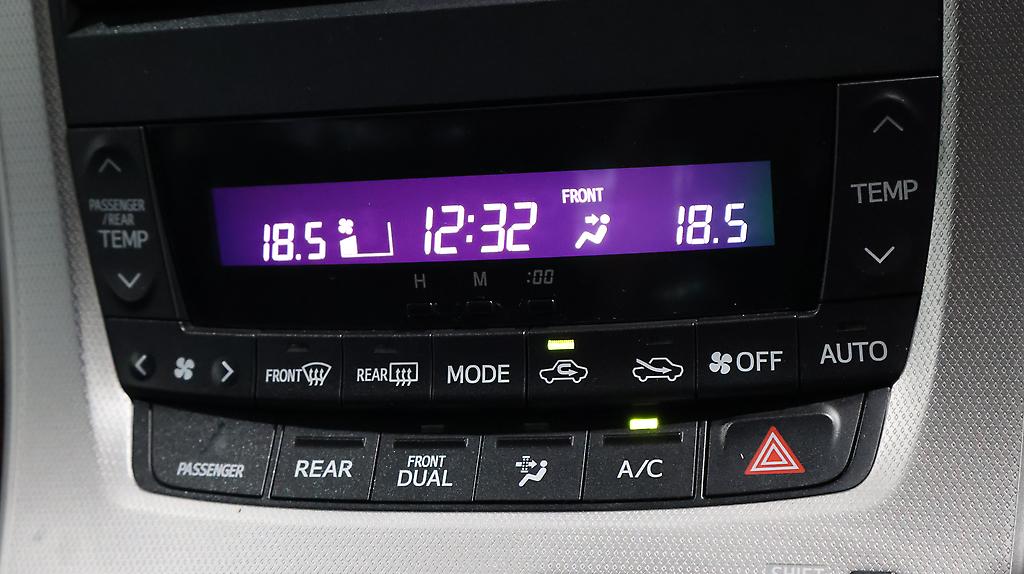 FRONT
18.5 12:32 18.5
PASSENGER
/REAR
TEMP
TEMP
H M :00
FRONT
REAR
MODE
OFF
AUTO
PASSENGER
REAR
FRONT
DUAL
A/C
SHIFT